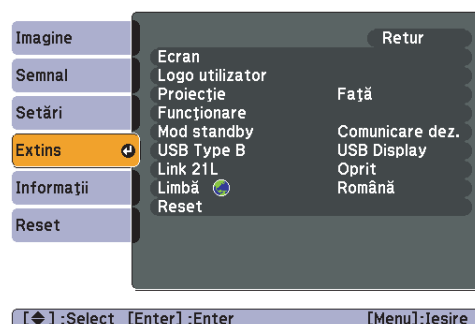 Imagine
Semnal
Setări
Extins
Informaţii
Reset
Retur
Ecran
Logo utilizator
Proiecţie Faţă
Funcţionare
Mod standby Comunicare dez.
USB Type B USB Display
Link 21L Oprit
Limbă Română
Reset
[ ] :Select [Enter] :Enter [Menu]:Ieşire